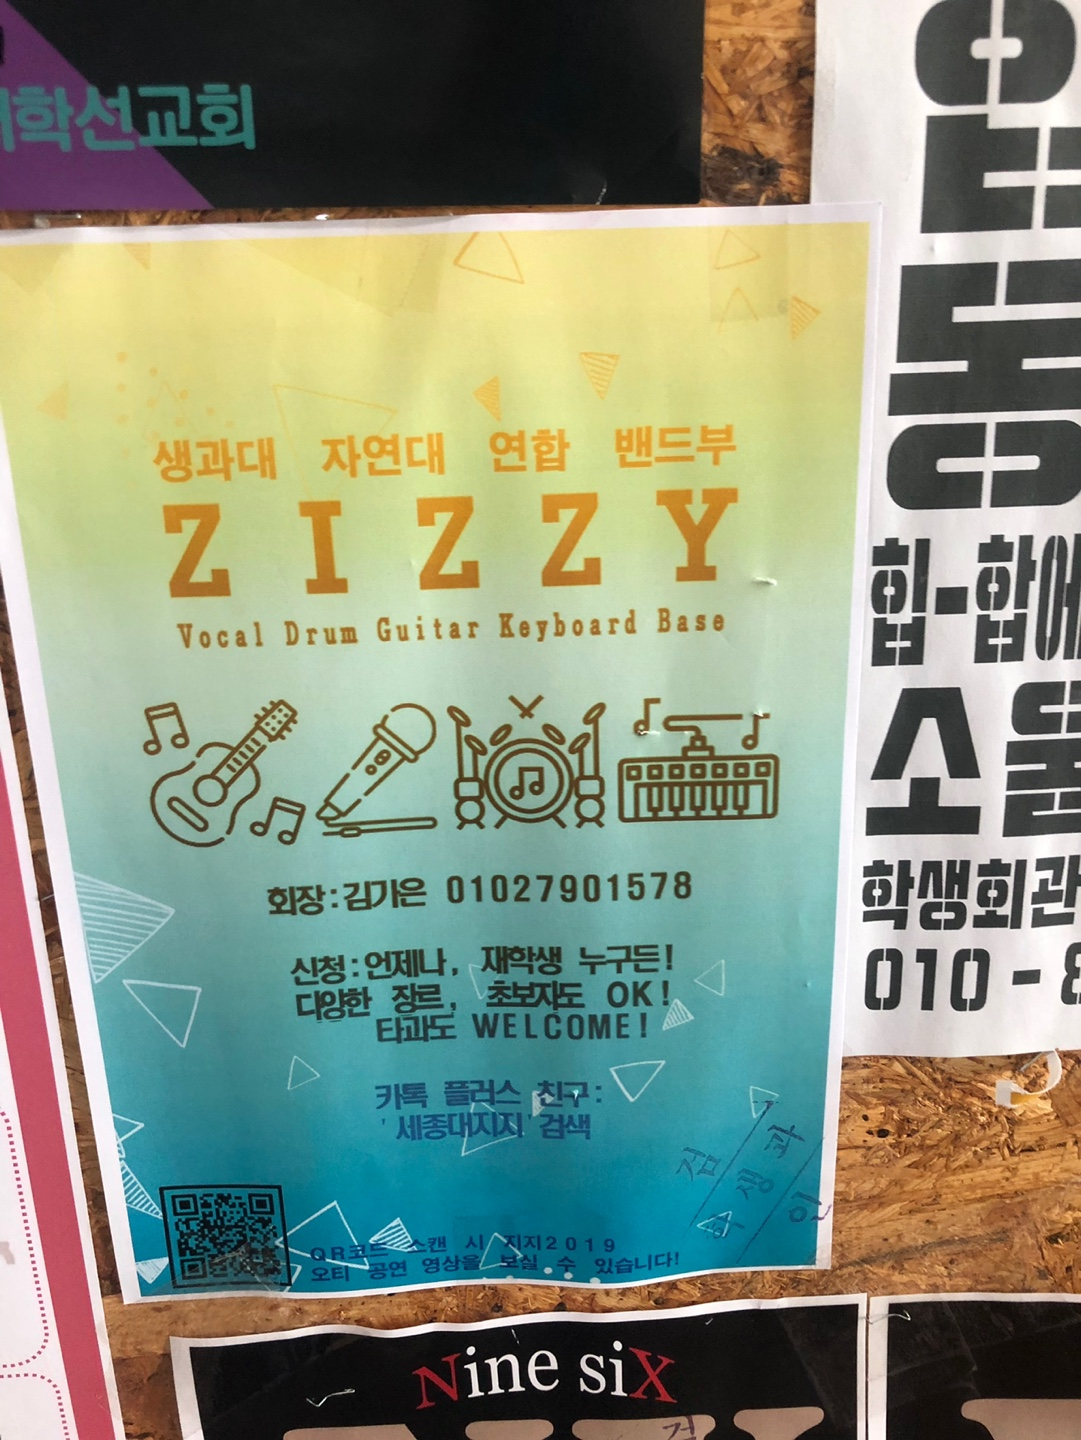 학선교회
생과대 자연대 연합 밴드부
ZIZZY
Vocal Drum Guitar Keyboard Base
회장:김가은 01027901578
신청:언제나, 재학생 누구든!
다양한 장르, 초보자도 OK!
타과도 WELCOME!
카톡 플러스 친구:
'세종대지지' 검색
QR코드 스캔 시 지지2019
오티 공연 영상을 보실 수 있습니다!
힙-합에
소울
학생회관
010-8
Nine siX